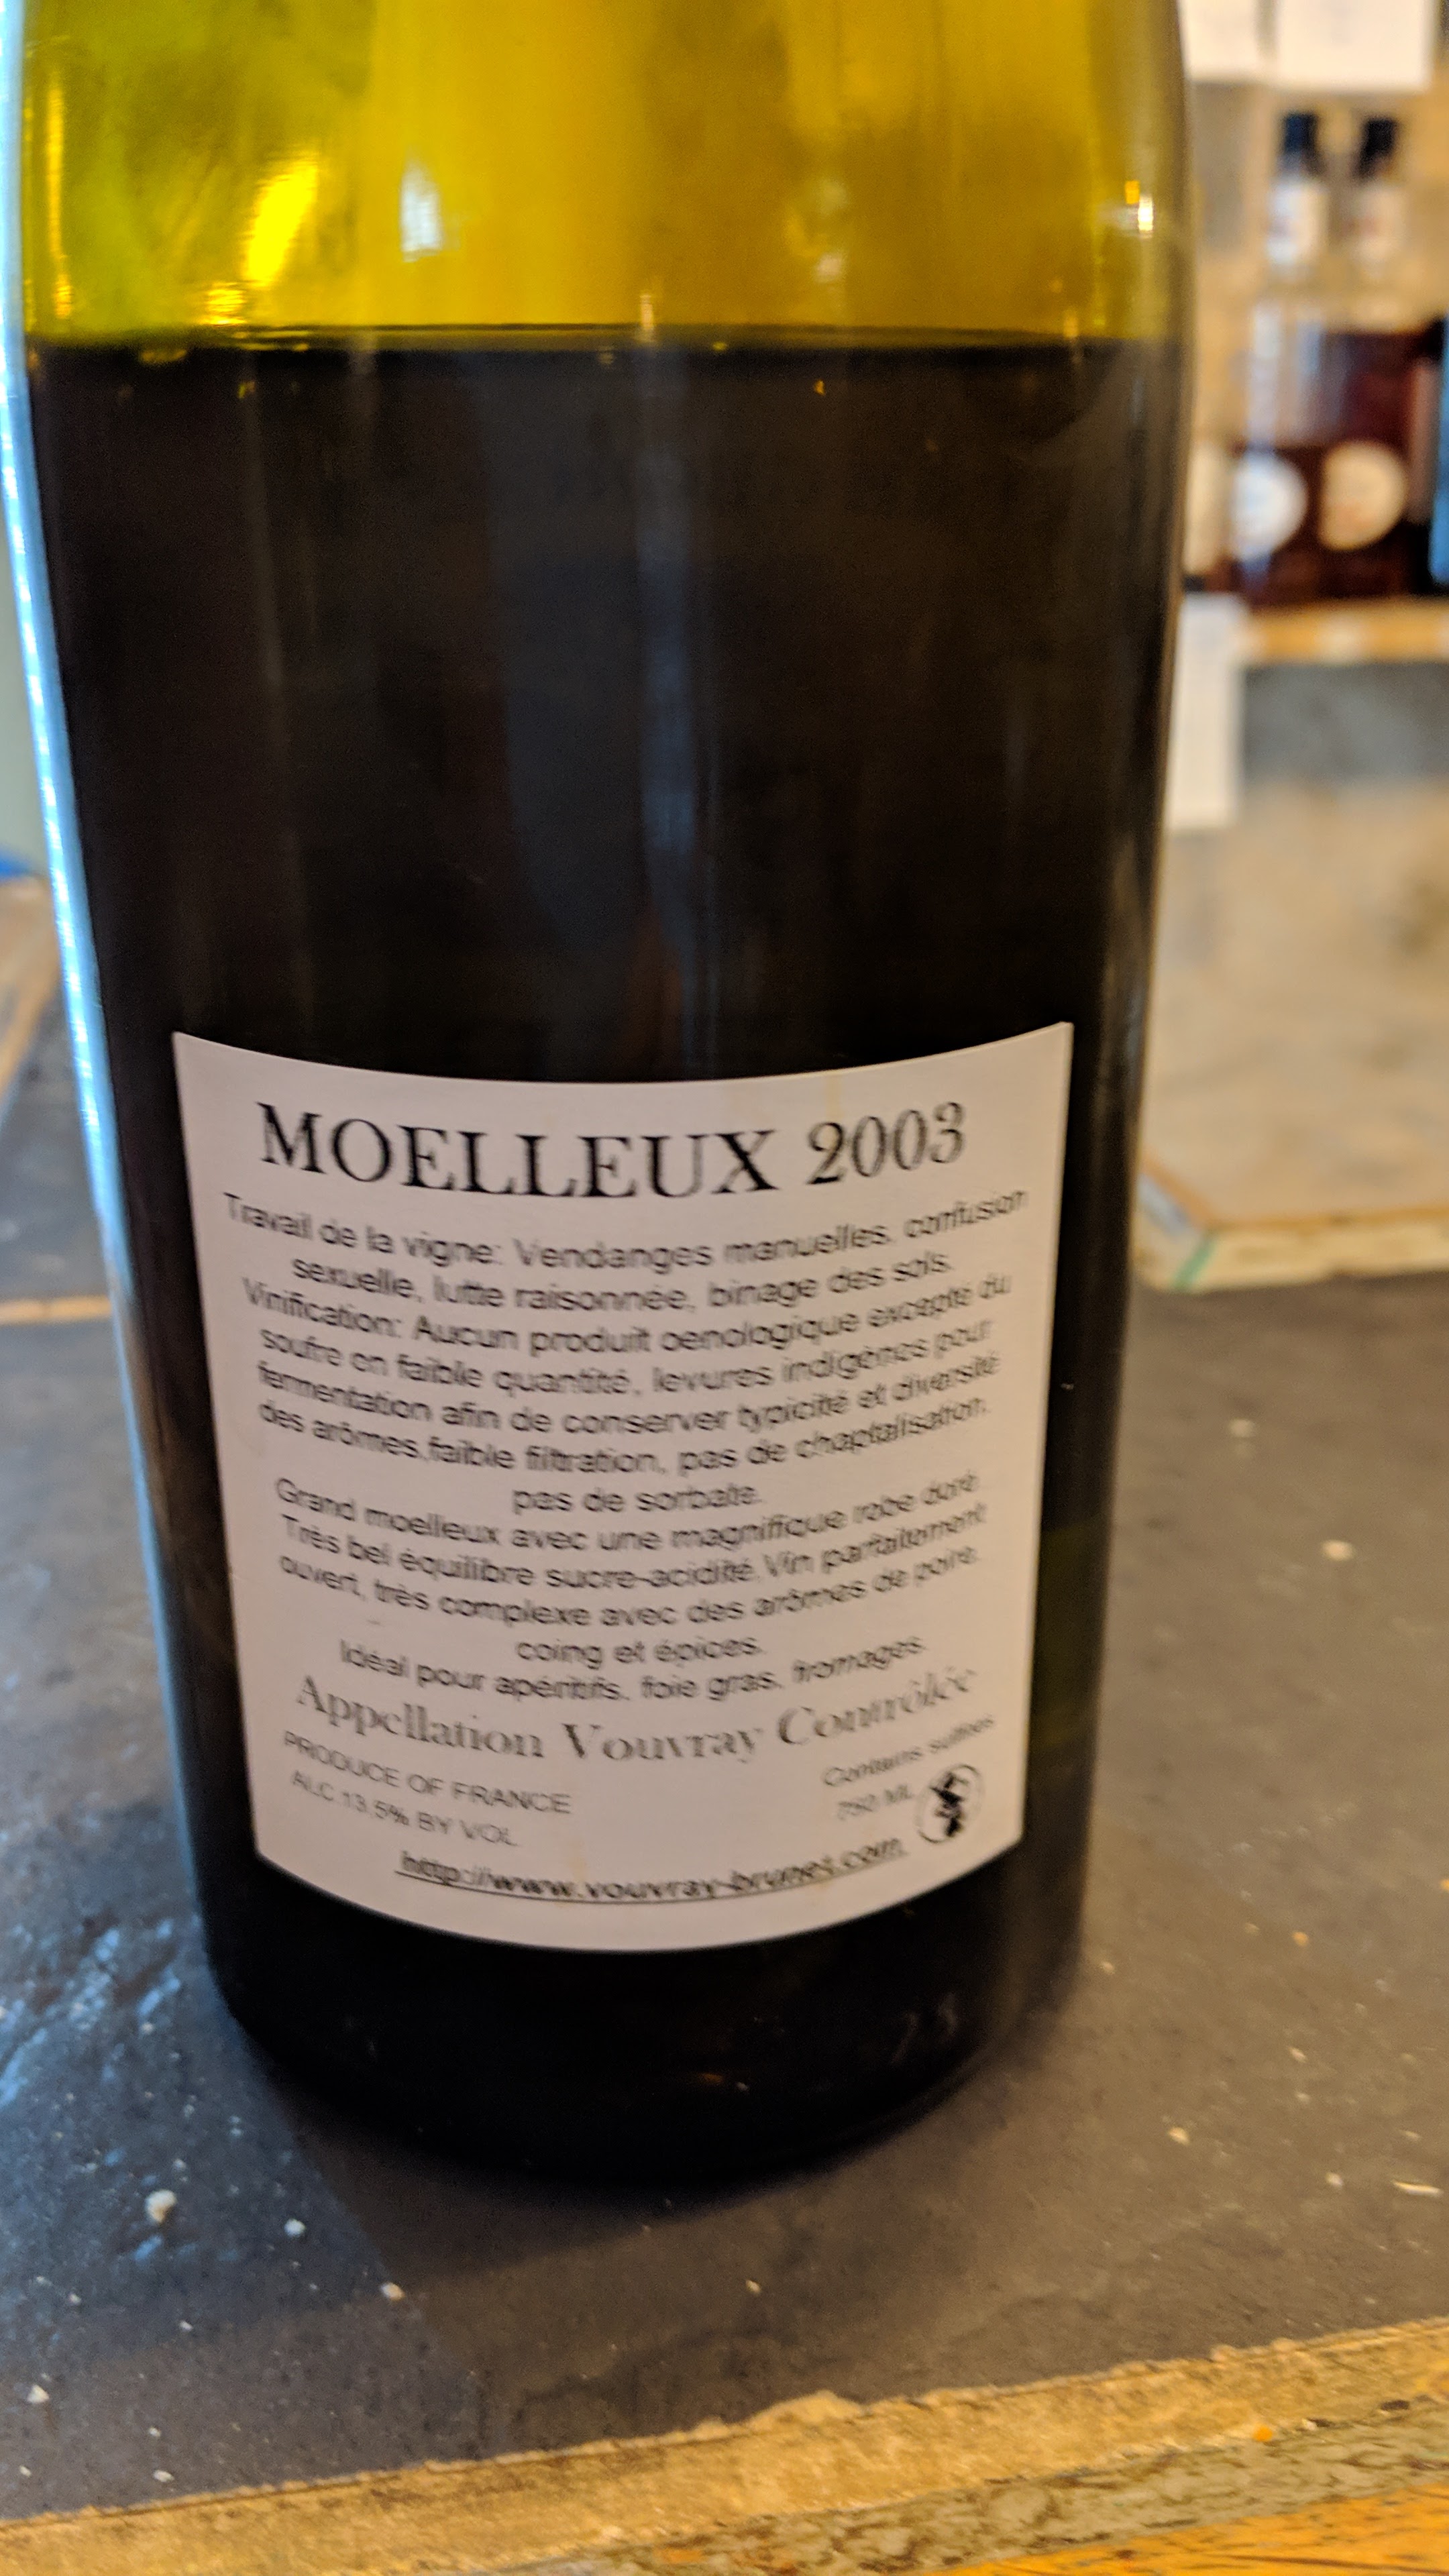 MOELLEUX 2003
Travail de la vigne: Vendanges manuelles, confusion
sexuelle, lutte raisonnée, binage des sols.
Vinification: Aucun produit oenologique excepté du
soufre en faible quantité, levures indigènes pour
fermentation afin de conserver typicité et diversité
des arômes,faible filtration, pas de chaptalisation,
pas de sorbate.
Grand moelleux avec une magnifique robe doré
Très bel équilibre sucre-acidité,Vin parfaitement
ouvert, très complexe avec des arômes de poire,
coing et épices.
Idéal pour apéritifs, foie gras, fromages.
Appellation Vouvray Contrôlée
PRODUCE OF FRANCE
Contains sulfites
ALC.13.5% BY VOL
750 ML
http://www.vouvray-brunet.com